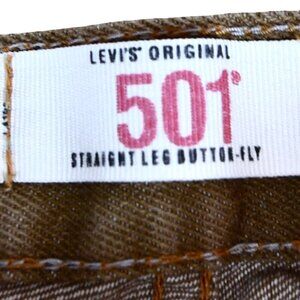 LEVI'S® ORIGINAL
501®
STRAIGHT LEG BUTTON-FLY